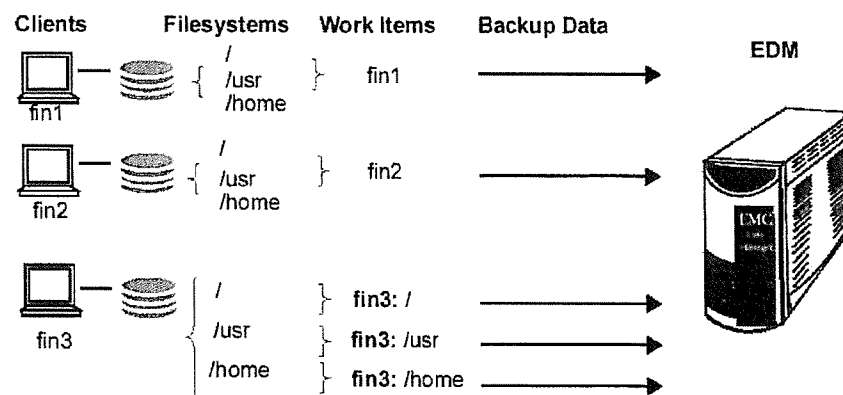 Clients Filesystems Work Items Backup Data
EDM
/
/usr fin1
/home
fin1
/
/usr fin2
/home
fin2
/ fin3: /
/usr fin3: /usr
fin3
/home fin3: /home
EMC